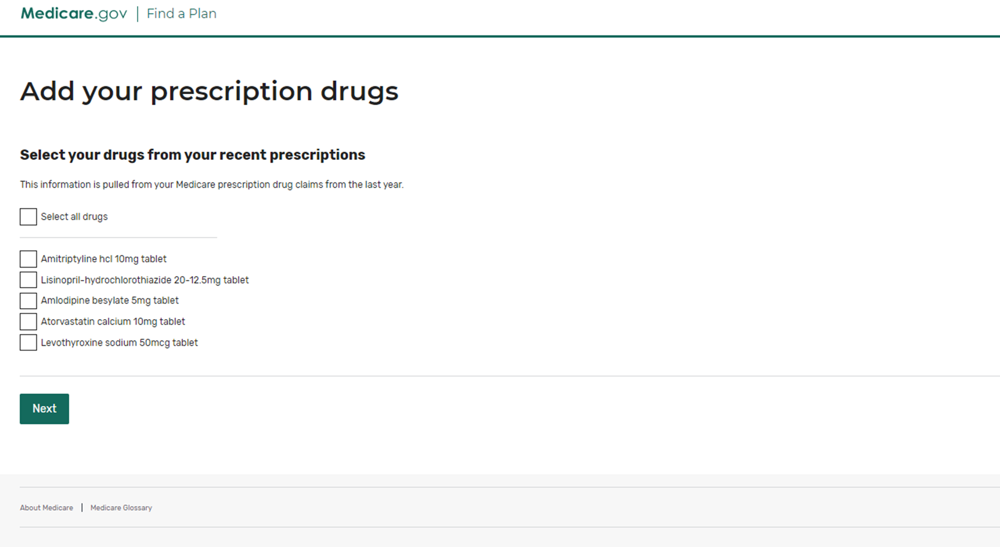 Medicare.gov | Find a Plan
Add your prescription drugs
Select your drugs from your recent prescriptions
This information is pulled from your Medicare prescription drug claims from the last year.
Select all drugs
Amitriptyline hcl 10mg tablet
Lisinopril-hydrochlorothiazide 20-12.5mg tablet
Amlodipine besylate 5mg tablet
Atorvastatin calcium 10mg tablet
Levothyroxine sodium 50mcg tablet
Next
About Medicare | Medicare Glossary